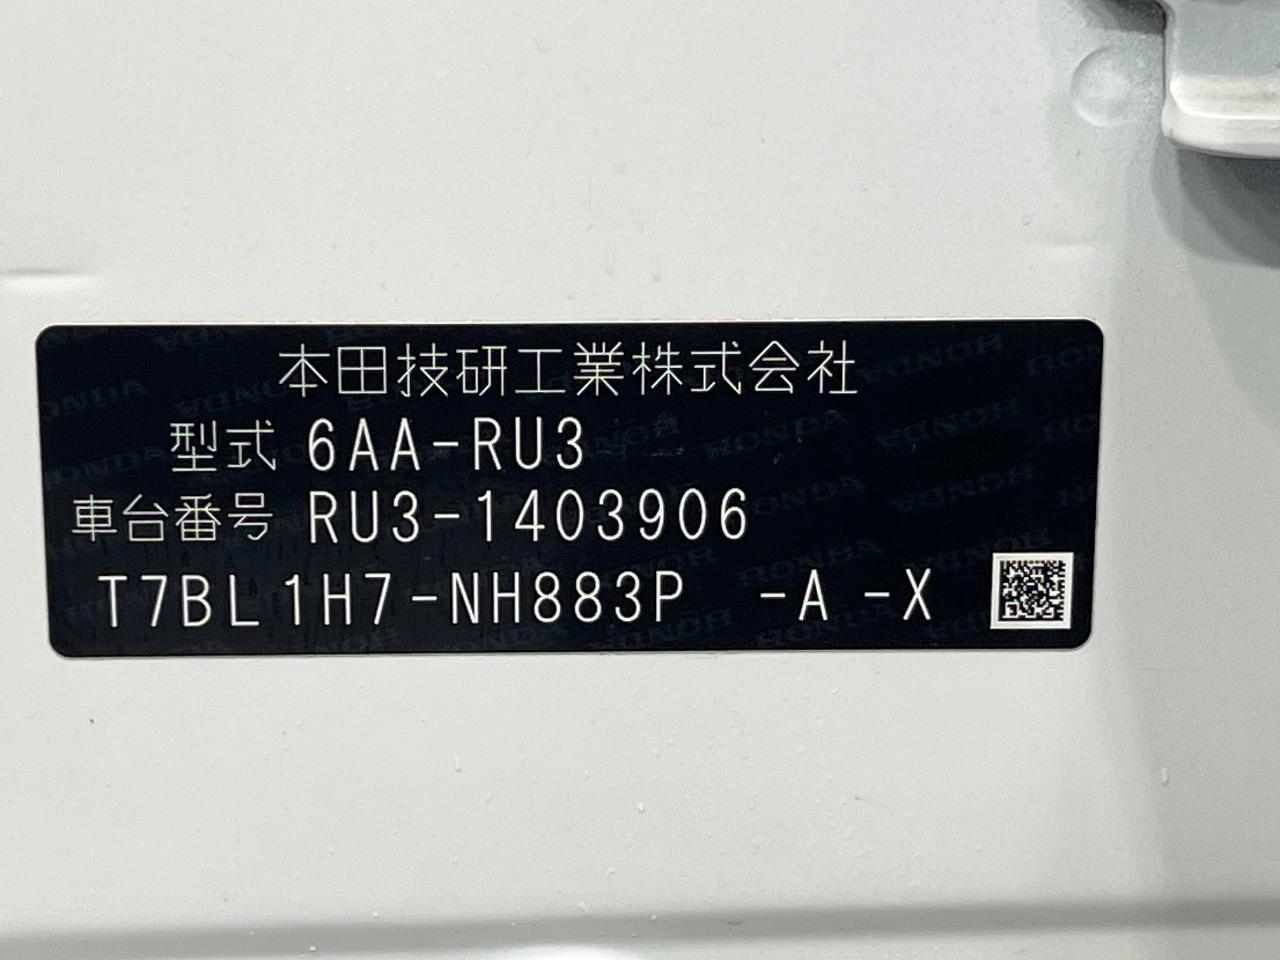 本田技研工業株式会社
型式 6AA-RU3
車台番号 RU3-1403906
T7BL1H7-NH883P -A -X